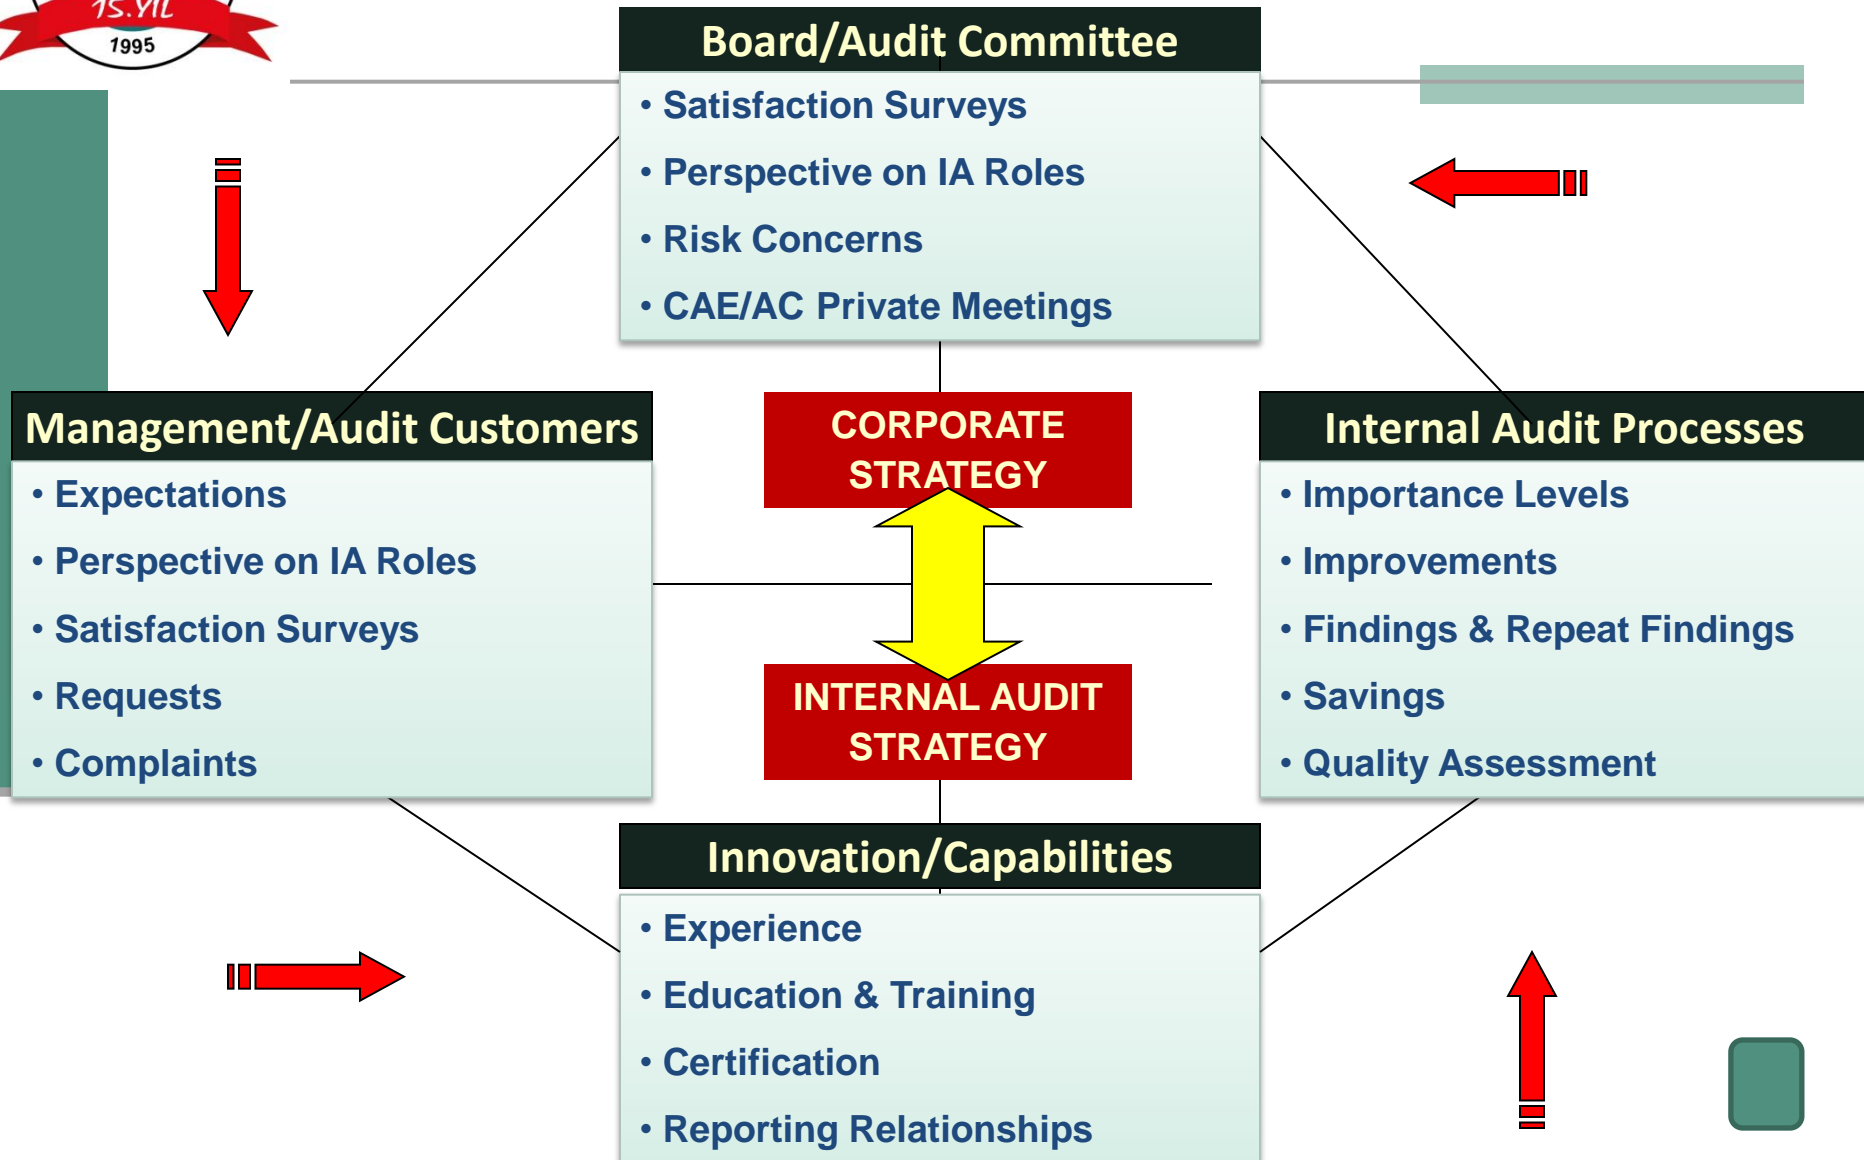 15.YIL
1995
Board/Audit Committee
• Satisfaction Surveys
• Perspective on IA Roles
• Risk Concerns
• CAE/AC Private Meetings
Management/Audit Customers
• Expectations
• Perspective on IA Roles
• Satisfaction Surveys
• Requests
• Complaints
CORPORATE
STRATEGY
INTERNAL AUDIT
STRATEGY
Internal Audit Processes
• Importance Levels
• Improvements
• Findings & Repeat Findings
• Savings
• Quality Assessment
Innovation/Capabilities
• Experience
• Education & Training
• Certification
• Reporting Relationships